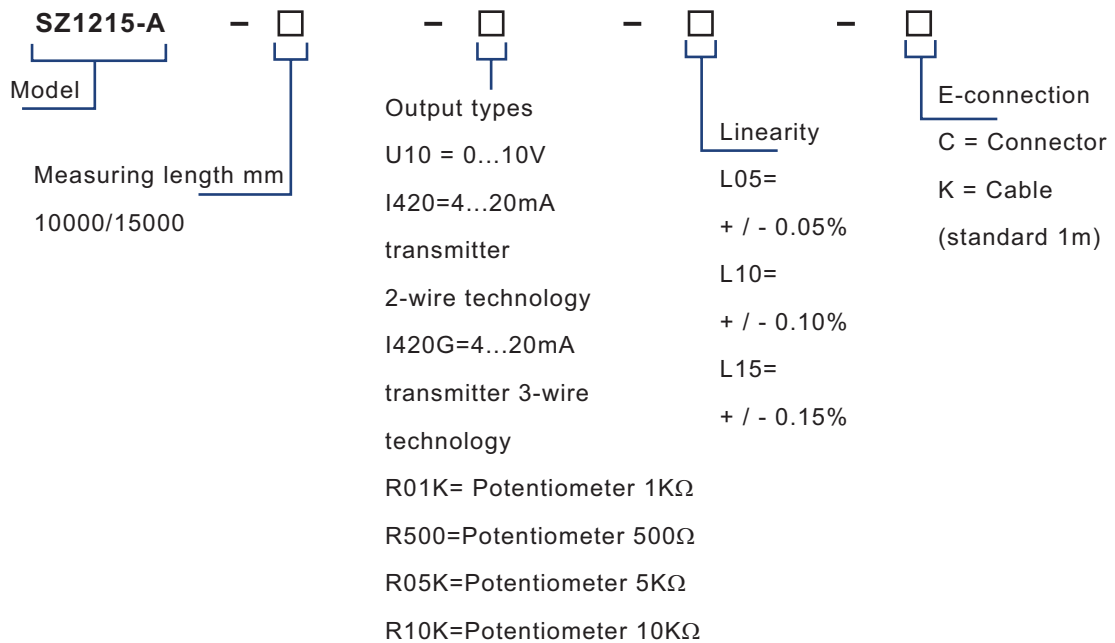 SZ1215-A – □ – □ – □ – □
Model
Measuring length mm
10000/15000
Output types
U10 = 0...10V
I420=4...20mA
transmitter
2-wire technology
I420G=4...20mA
transmitter 3-wire
technology
R01K= Potentiometer 1KΩ
R500=Potentiometer 500Ω
R05K=Potentiometer 5KΩ
R10K=Potentiometer 10KΩ
Linearity
L05=
+ / - 0.05%
L10=
+ / - 0.10%
L15=
+ / - 0.15%
E-connection
C = Connector
K = Cable
(standard 1m)